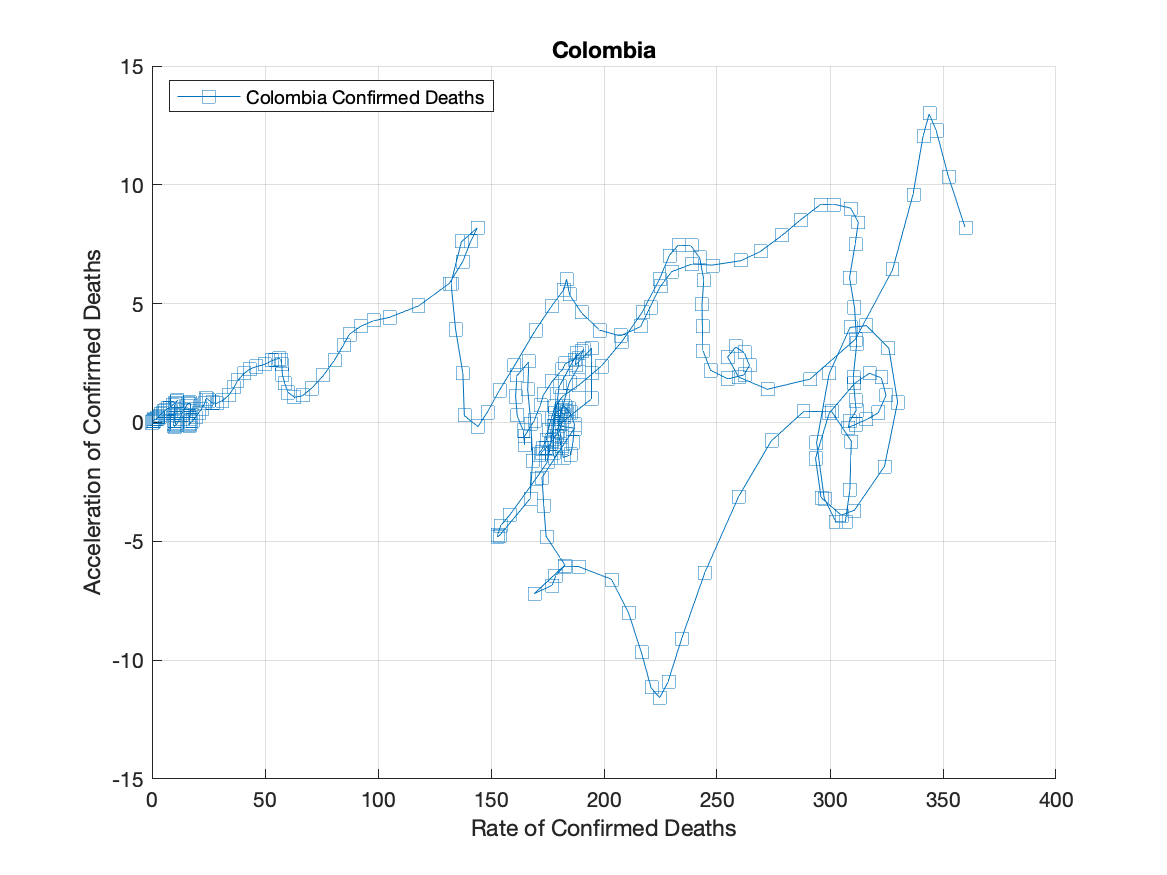 Colombia
Colombia Confirmed Deaths
15
10
5
0
-5
-10
-15
Acceleration of Confirmed Deaths
0 50 100 150 200 250 300 350 400
Rate of Confirmed Deaths